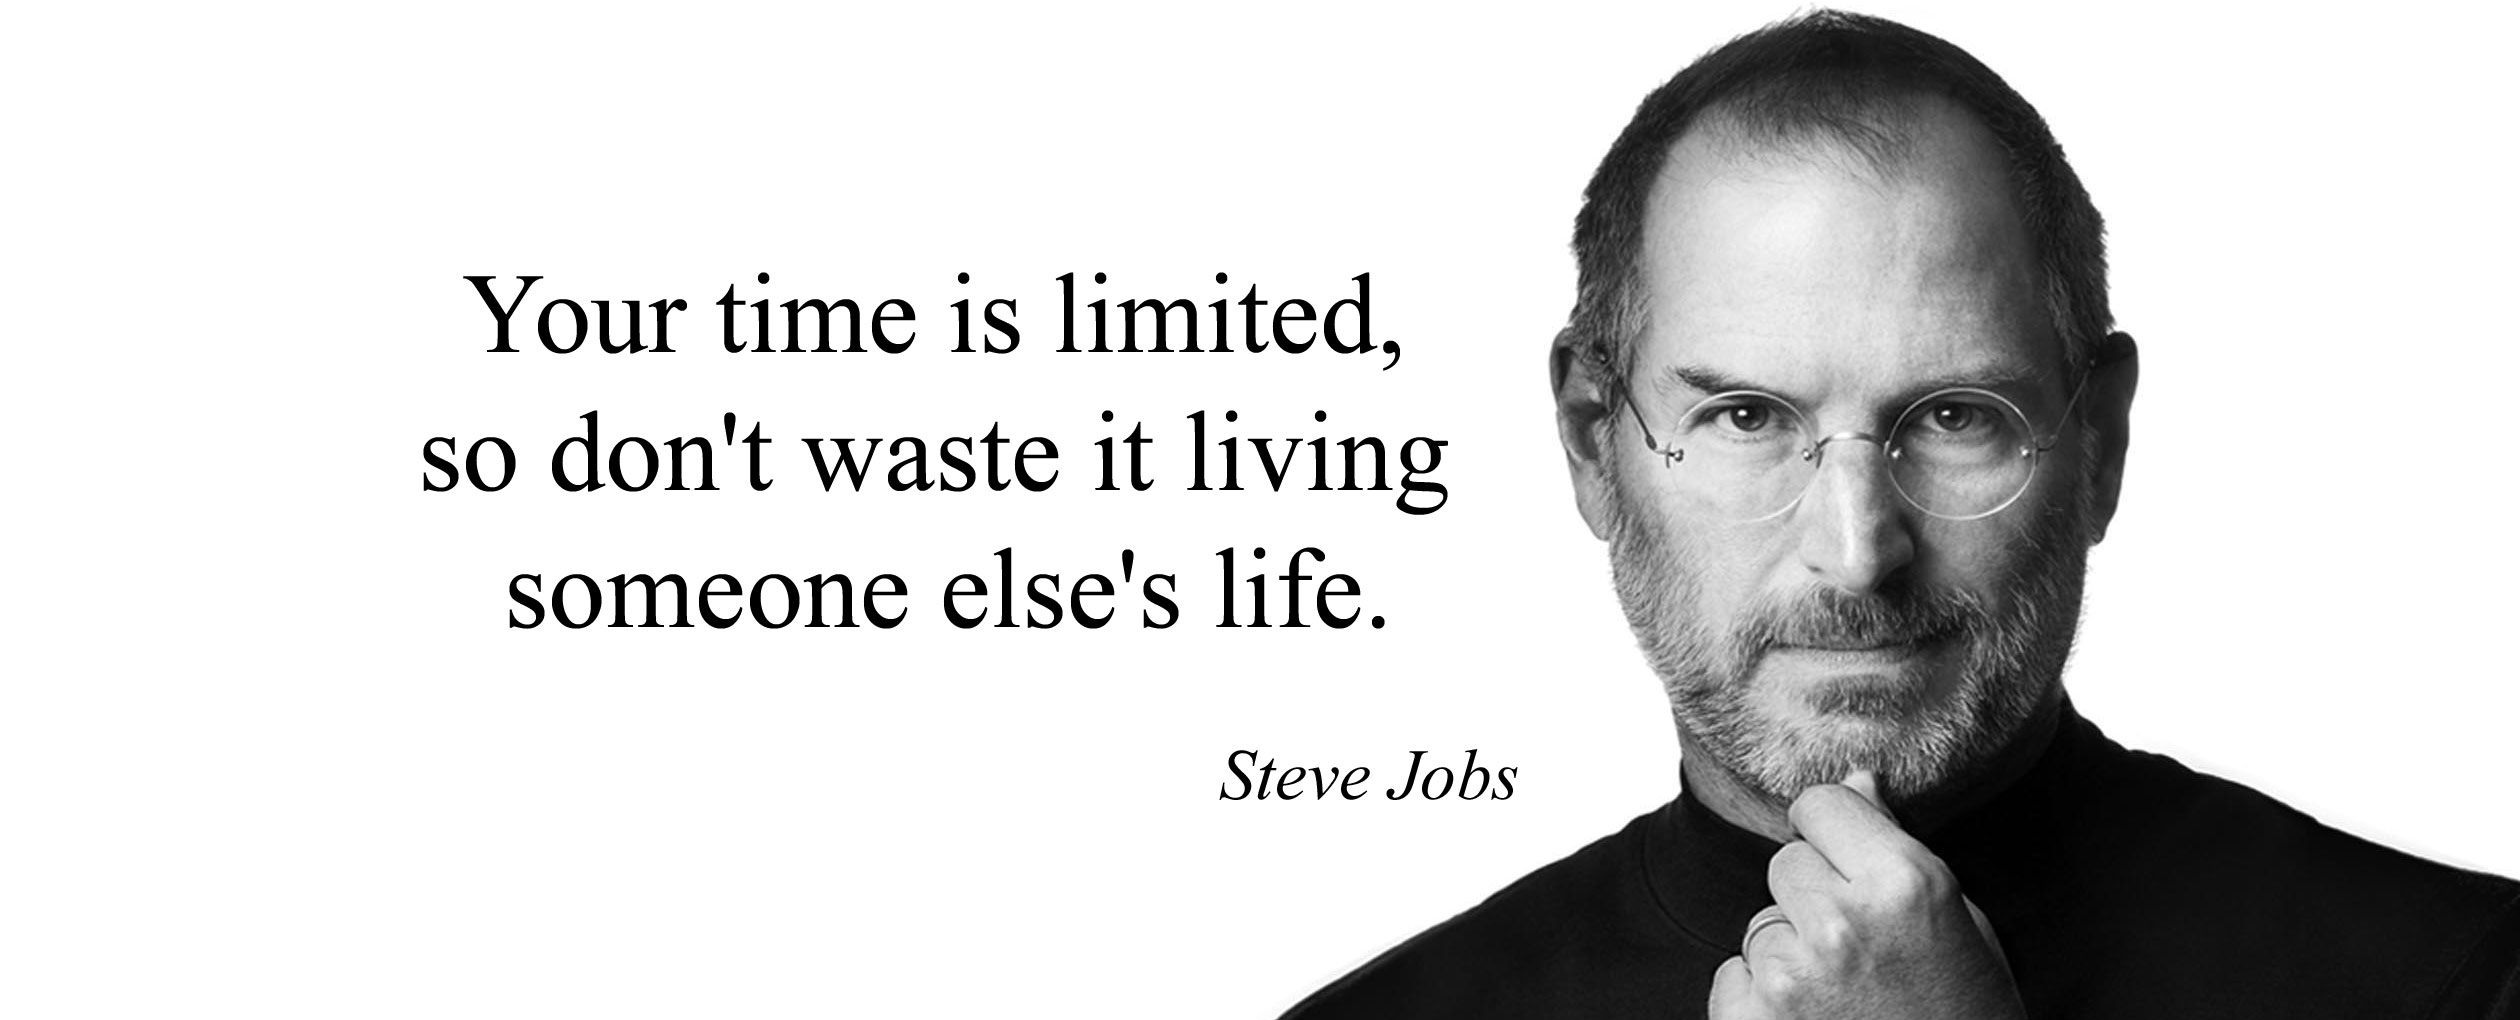 Your time is limited,
so don't waste it living
someone else's life.
Steve Jobs